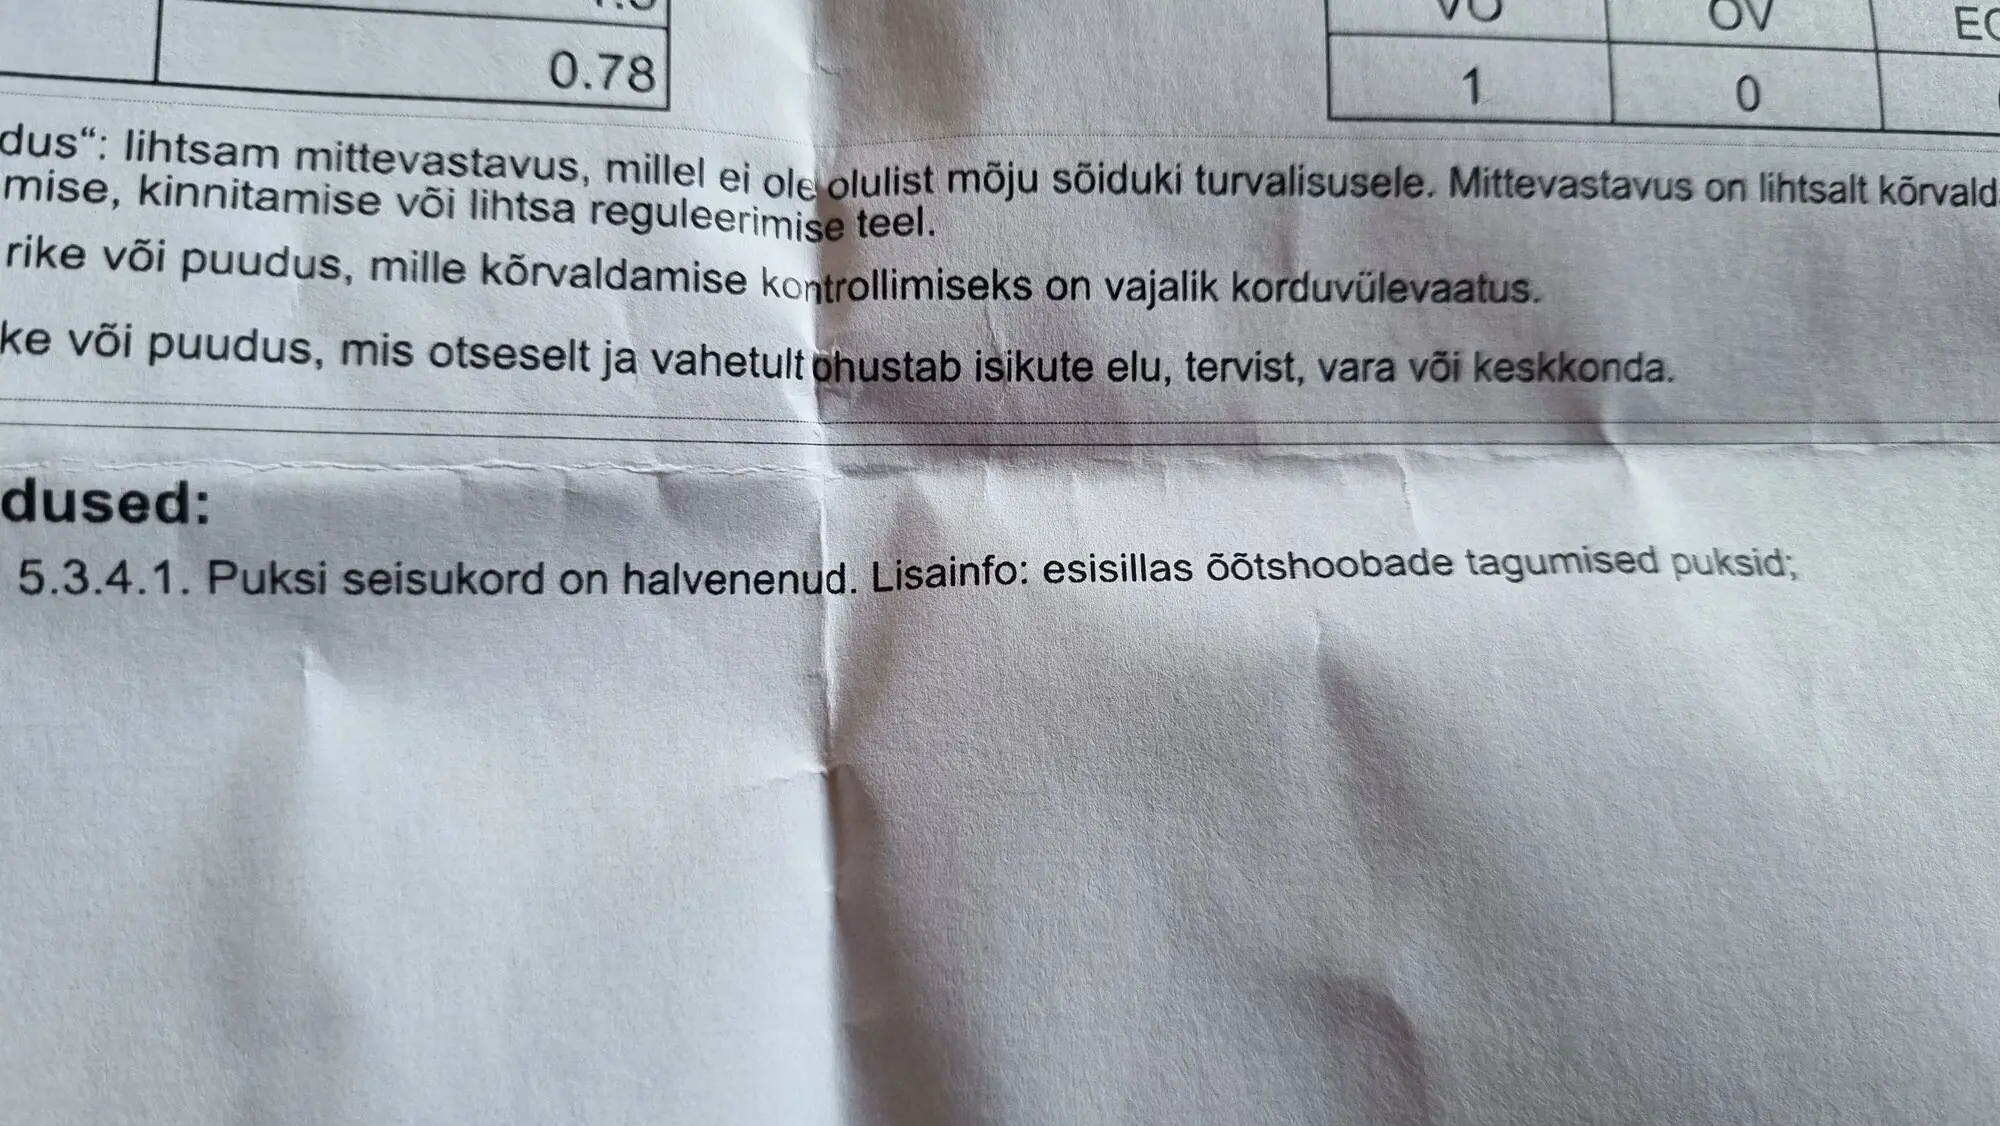 0.78
VO OV
1 0
dus“: lihtsam mittevastavus, millel ei ole olulist mõju sõiduki turvalisusele. Mittevastavus on lihtsalt kõrvald
mise, kinnitamise või lihtsa reguleerimise teel.
rike või puudus, mille kõrvaldamise kontrollimiseks on vajalik korduvülevaatus.
ke või puudus, mis otseselt ja vahetult ohustab isikute elu, tervist, vara või keskkonda.
dused:
5.3.4.1. Puksi seisukord on halvenenud. Lisainfo: esisillas õõtshoobade tagumised puksid;